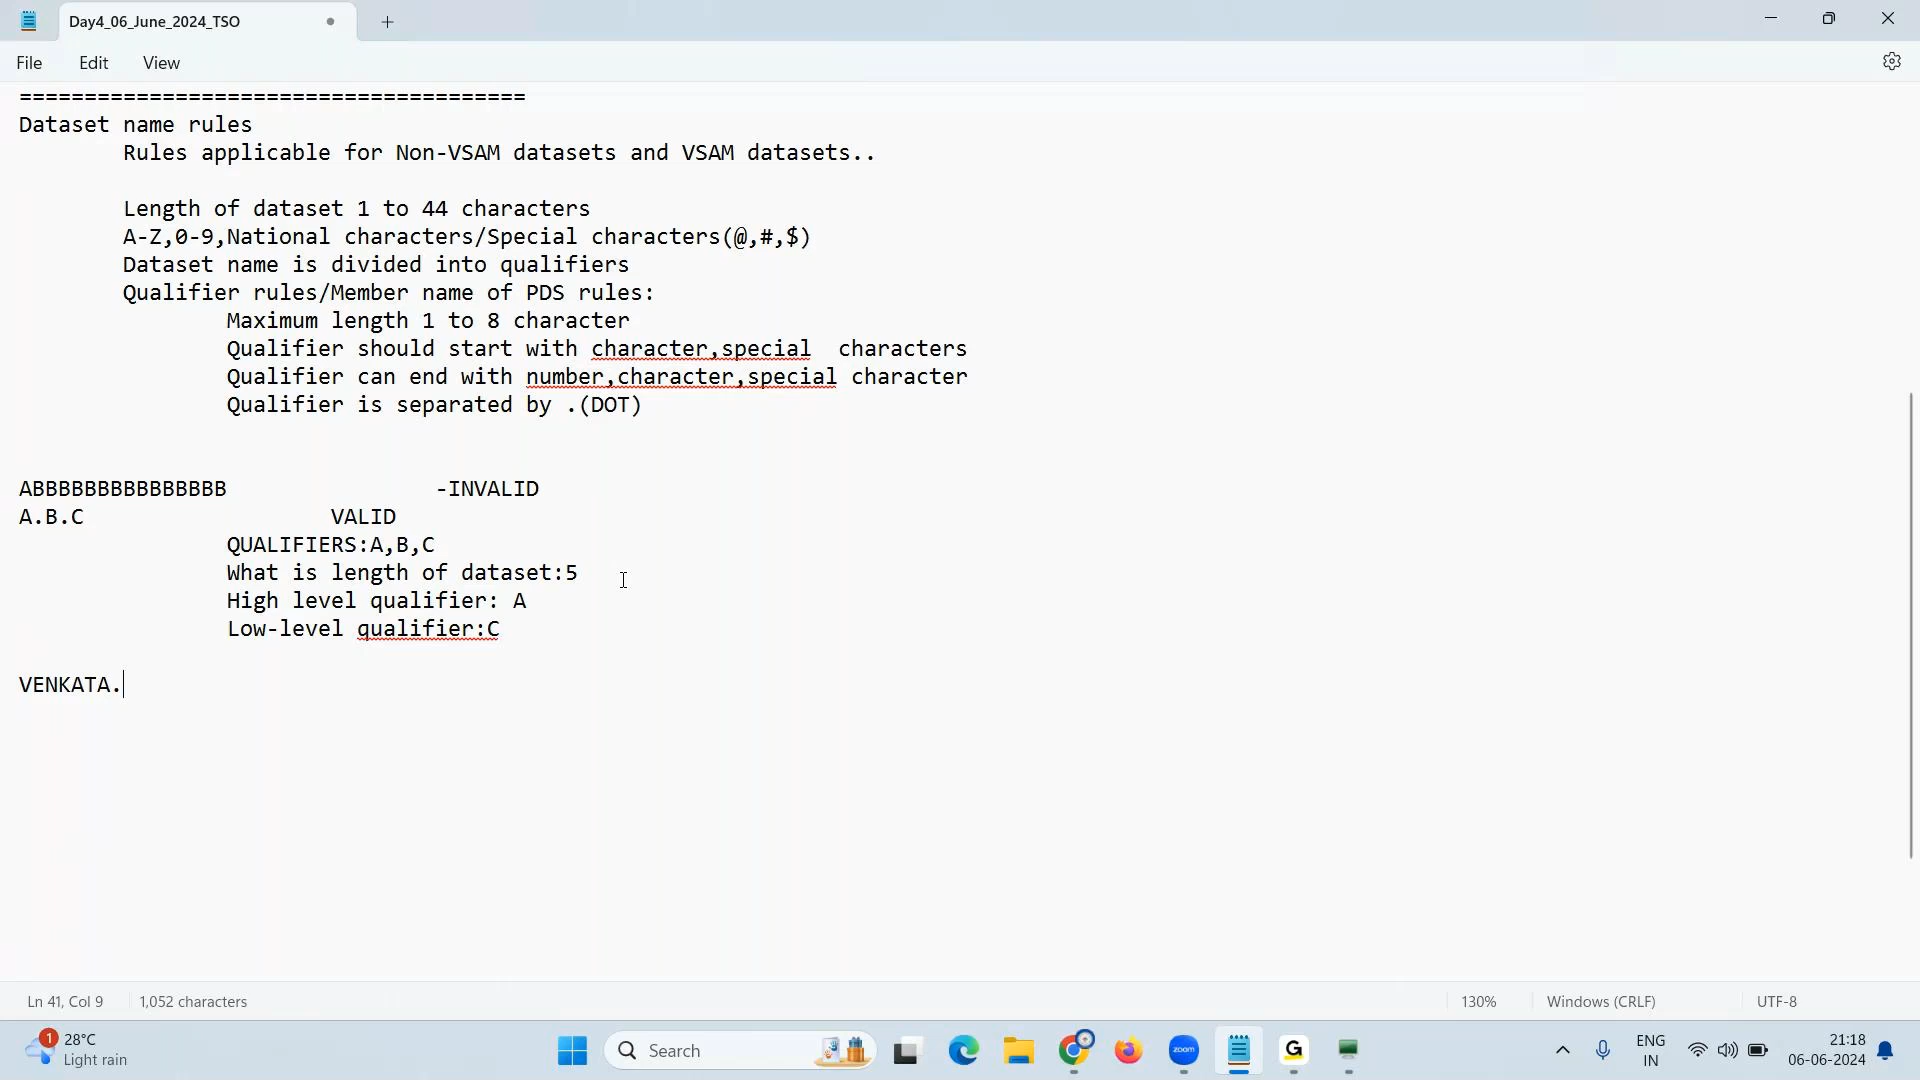 Day4_06_June_2024_TSO
File Edit View
=======================================
Dataset name rules
Rules applicable for Non-VSAM datasets and VSAM datasets..
Length of dataset 1 to 44 characters
A-Z,0-9,National characters/Special characters(@,#,$)
Dataset name is divided into qualifiers
Qualifier rules/Member name of PDS rules:
Maximum length 1 to 8 character
Qualifier should start with character,special  characters
Qualifier can end with number,character,special character
Qualifier is separated by .(DOT)
ABBBBBBBBBBBBBBB -INVALID
A.B.C VALID
QUALIFIERS:A,B,C
What is length of dataset:5
High level qualifier: A
Low-level qualifier:C
VENKATA.
Ln 41, Col 9 1,052 characters 130% Windows (CRLF) UTF-8
1 28°C
Light rain
Search
zoom
G
ENG
IN
21:18
06-06-2024